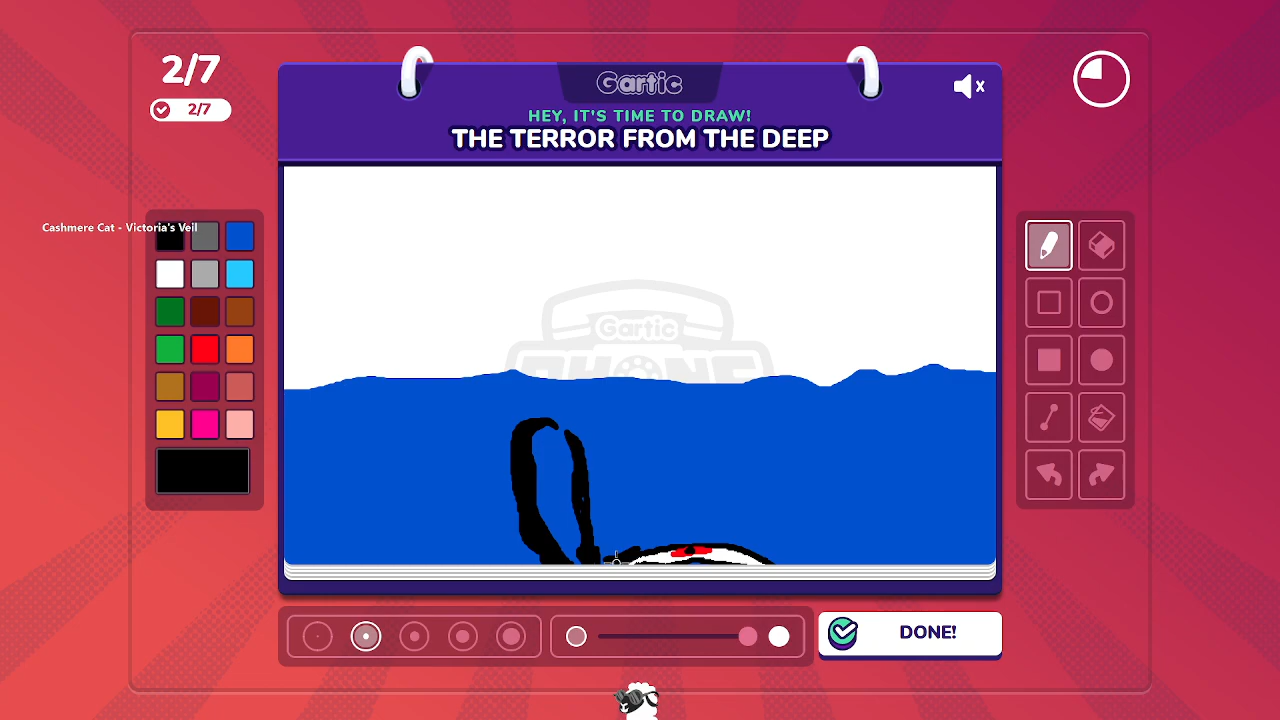 2/7
2/7
Gartic
HEY, IT'S TIME TO DRAW!
THE TERROR FROM THE DEEP
Cashmere Cat - Victoria's Veil
Gartic
PHONE
DONE!